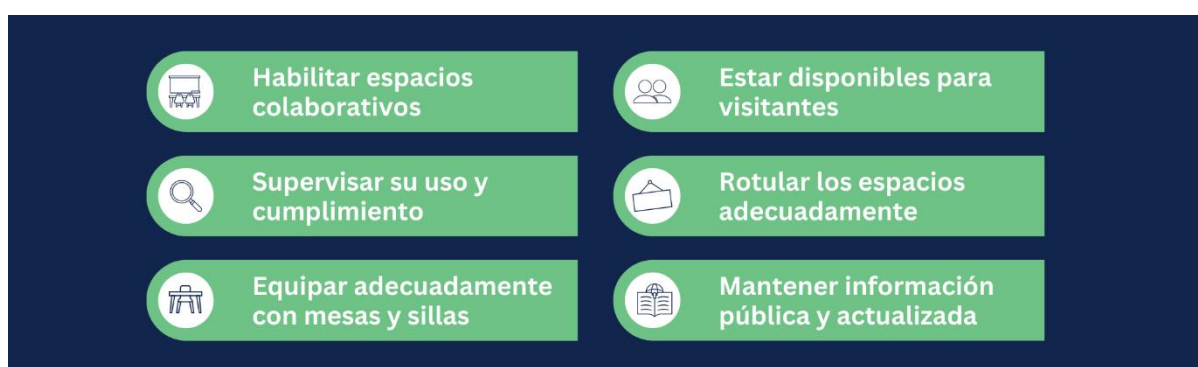 Habilitar espacios
colaborativos
Estar disponibles para
visitantes
Supervisar su uso y
cumplimiento
Rotular los espacios
adecuadamente
Equipar adecuadamente
con mesas y sillas
Mantener información
pública y actualizada